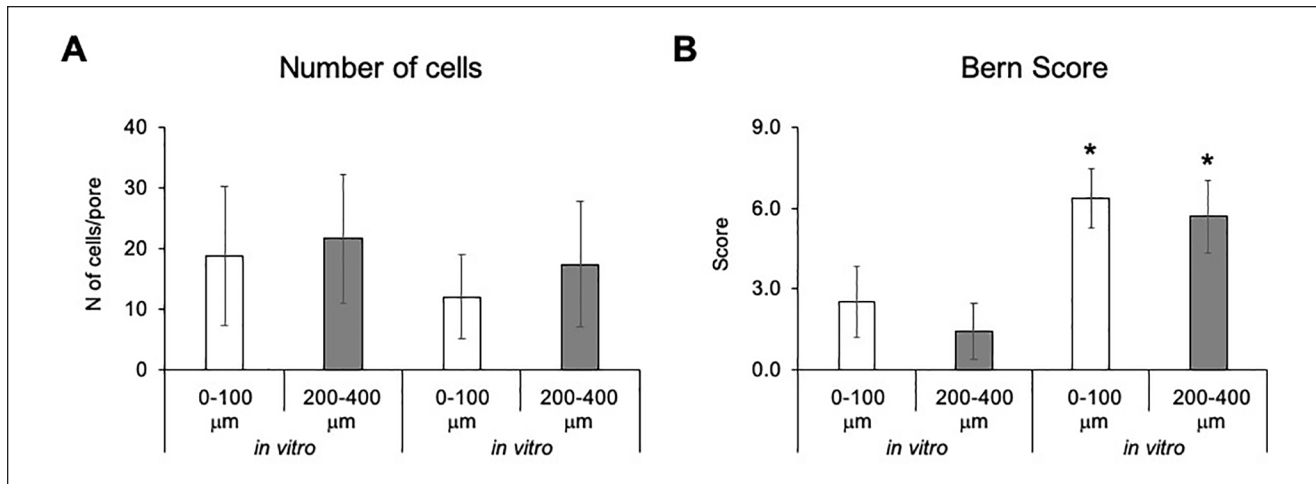 A
Number of cells
N of cells/pore
40
30
20
10
0
0-100
μm
200-400
μm
0-100
μm
200-400
μm
in vitro
in vitro
B
Bern Score
Score
9.0
6.0
3.0
0.0
*
*
0-100
μm
200-400
μm
0-100
μm
200-400
μm
in vitro
in vitro